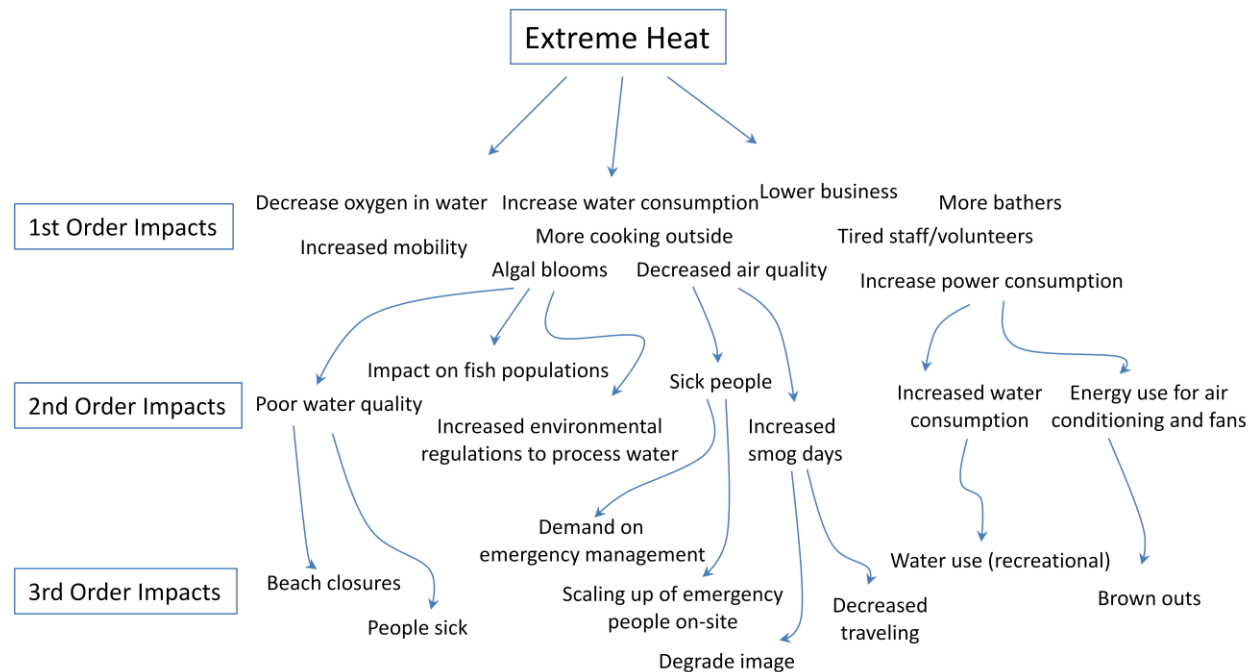 Extreme Heat
1st Order Impacts
Decrease oxygen in water
Increase water consumption
Lower business
More bathers
Increased mobility
More cooking outside
Tired staff/volunteers
Algal blooms
Decreased air quality
Increase power consumption
2nd Order Impacts
Poor water quality
Impact on fish populations
Increased environmental
regulations to process water
Sick people
Increased
smog days
Increased water
consumption
Energy use for air
conditioning and fans
3rd Order Impacts
Beach closures
People sick
Demand on
emergency management
Scaling up of emergency
people on-site
Degrade image
Decreased
traveling
Water use (recreational)
Brown outs